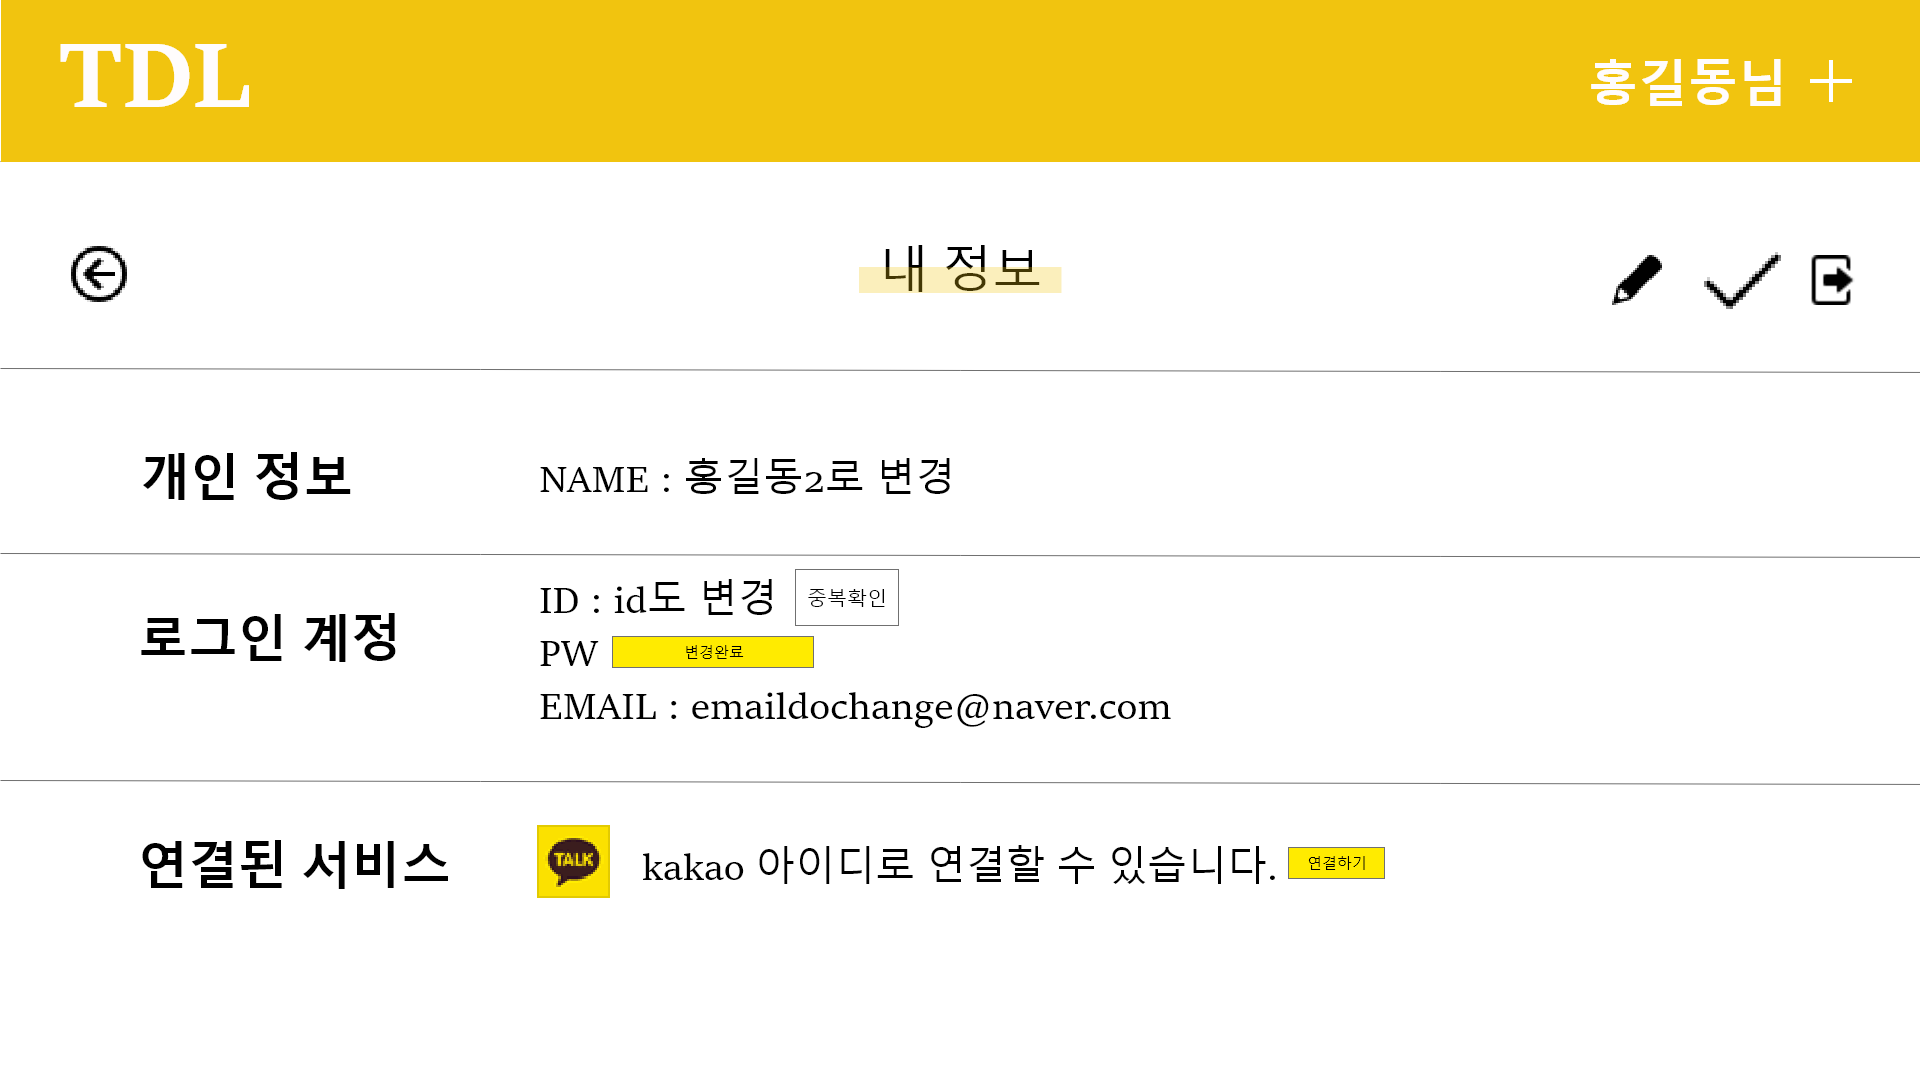 TDL
홍길동님 +
내 정보
개인 정보
NAME : 홍길동2로 변경
로그인 계정
ID : id도 변경 중복확인
PW 변경완료
EMAIL : emaildochange@naver.com
연결된 서비스
TALK kakao 아이디로 연결할 수 있습니다. 연결하기